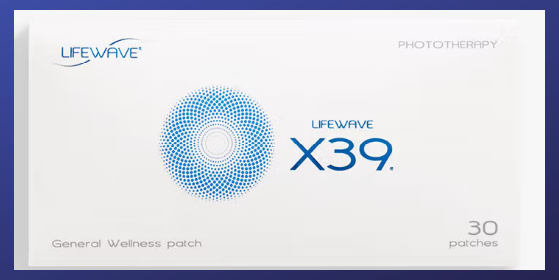 LIFEWAVE®
PHOTOTHERAPY
LIFEWAVE
X39®
General Wellness patch
30
patches